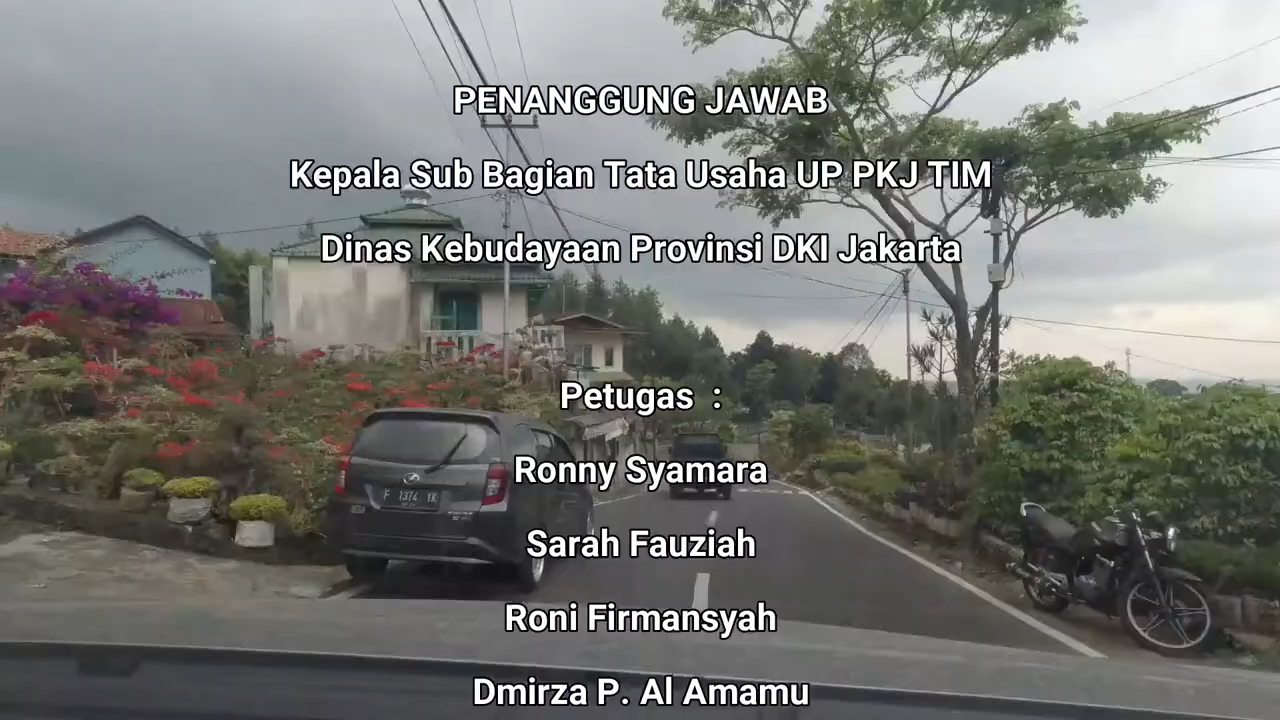 PENANGGUNG JAWAB
Kepala Sub Bagian Tata Usaha UP PKJ TIM
Dinas Kebudayaan Provinsi DKI Jakarta
Petugas :
Ronny Syamara
Sarah Fauziah
Roni Firmansyah
Dmirza P. Al Amamu
F 1374 YK